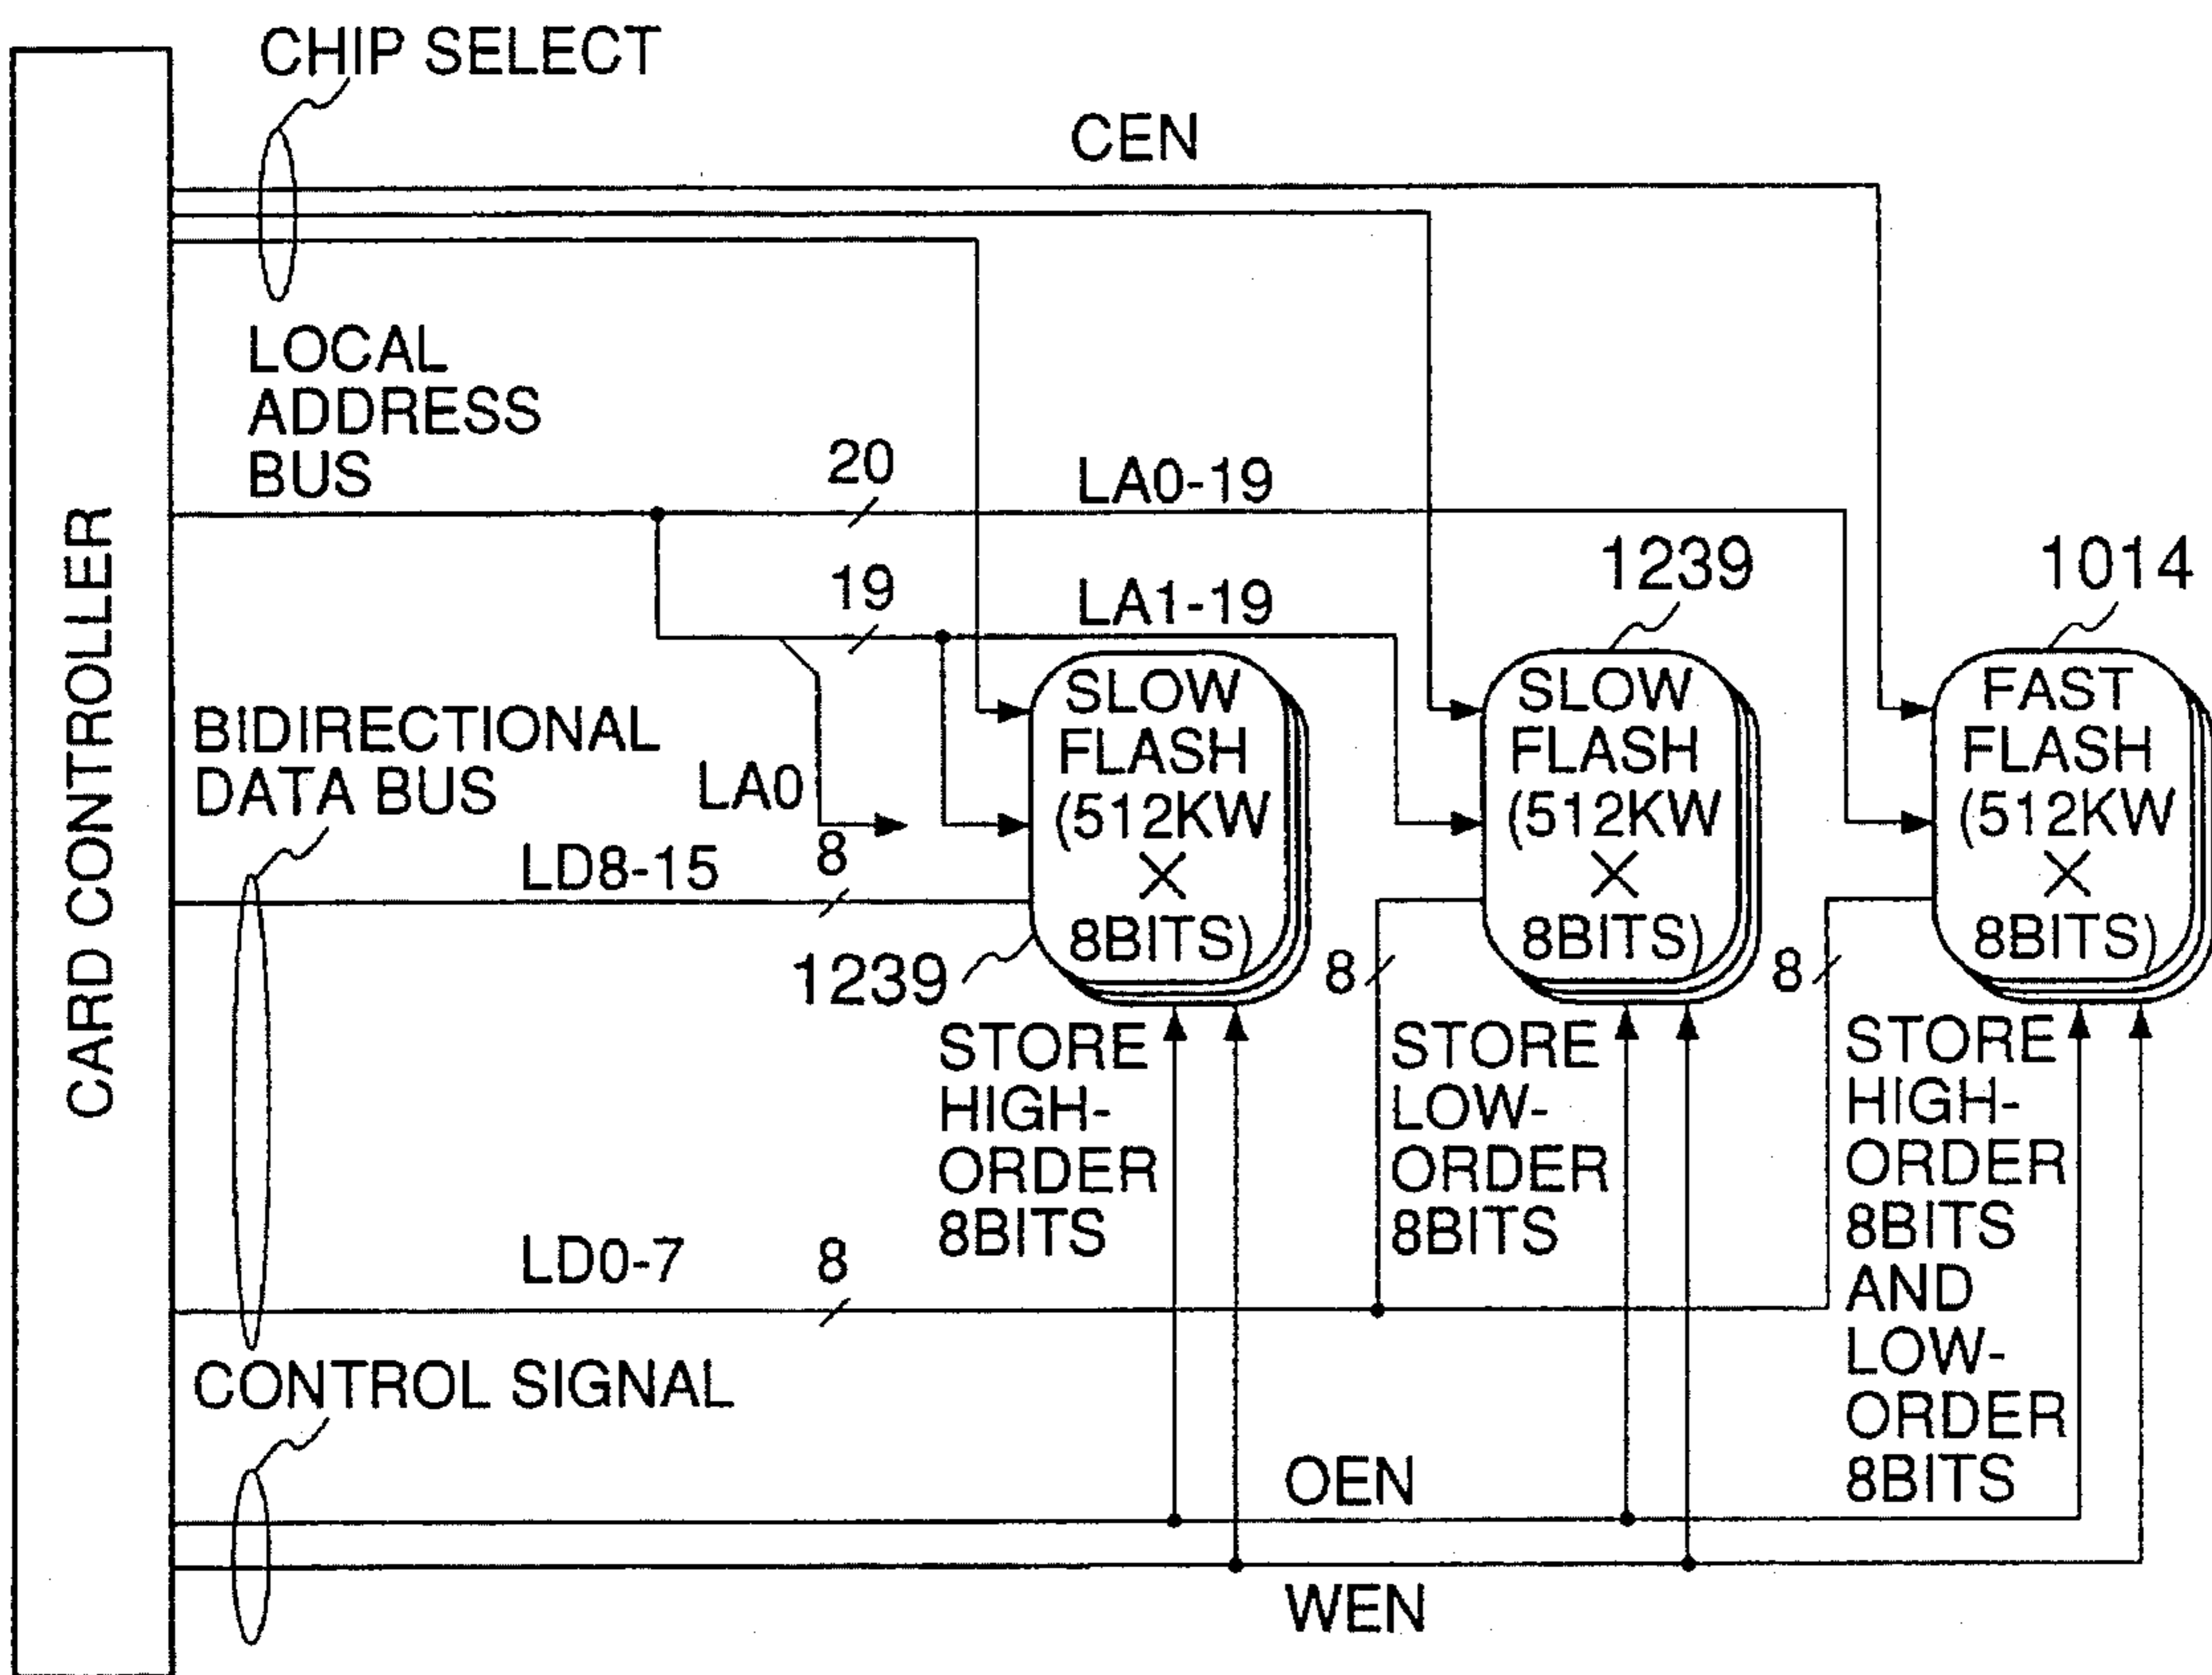 CHIP SELECT
CEN
LOCAL
ADDRESS
BUS
20
LA0-19
19
LA1-19
1239
1014
CARD CONTROLLER
BIDIRECTIONAL
DATA BUS
LA0
SLOW
FLASH
(512KW
X
8BITS)
SLOW
FLASH
(512KW
X
8BITS)
FAST
FLASH
(512KW
X
8BITS)
LD8-15
8
1239
8
8
STORE
HIGH-
ORDER
8BITS
STORE
LOW-
ORDER
8BITS
STORE
HIGH-
ORDER
8BITS
AND
LOW-
ORDER
8BITS
LD0-7
8
CONTROL SIGNAL
OEN
WEN